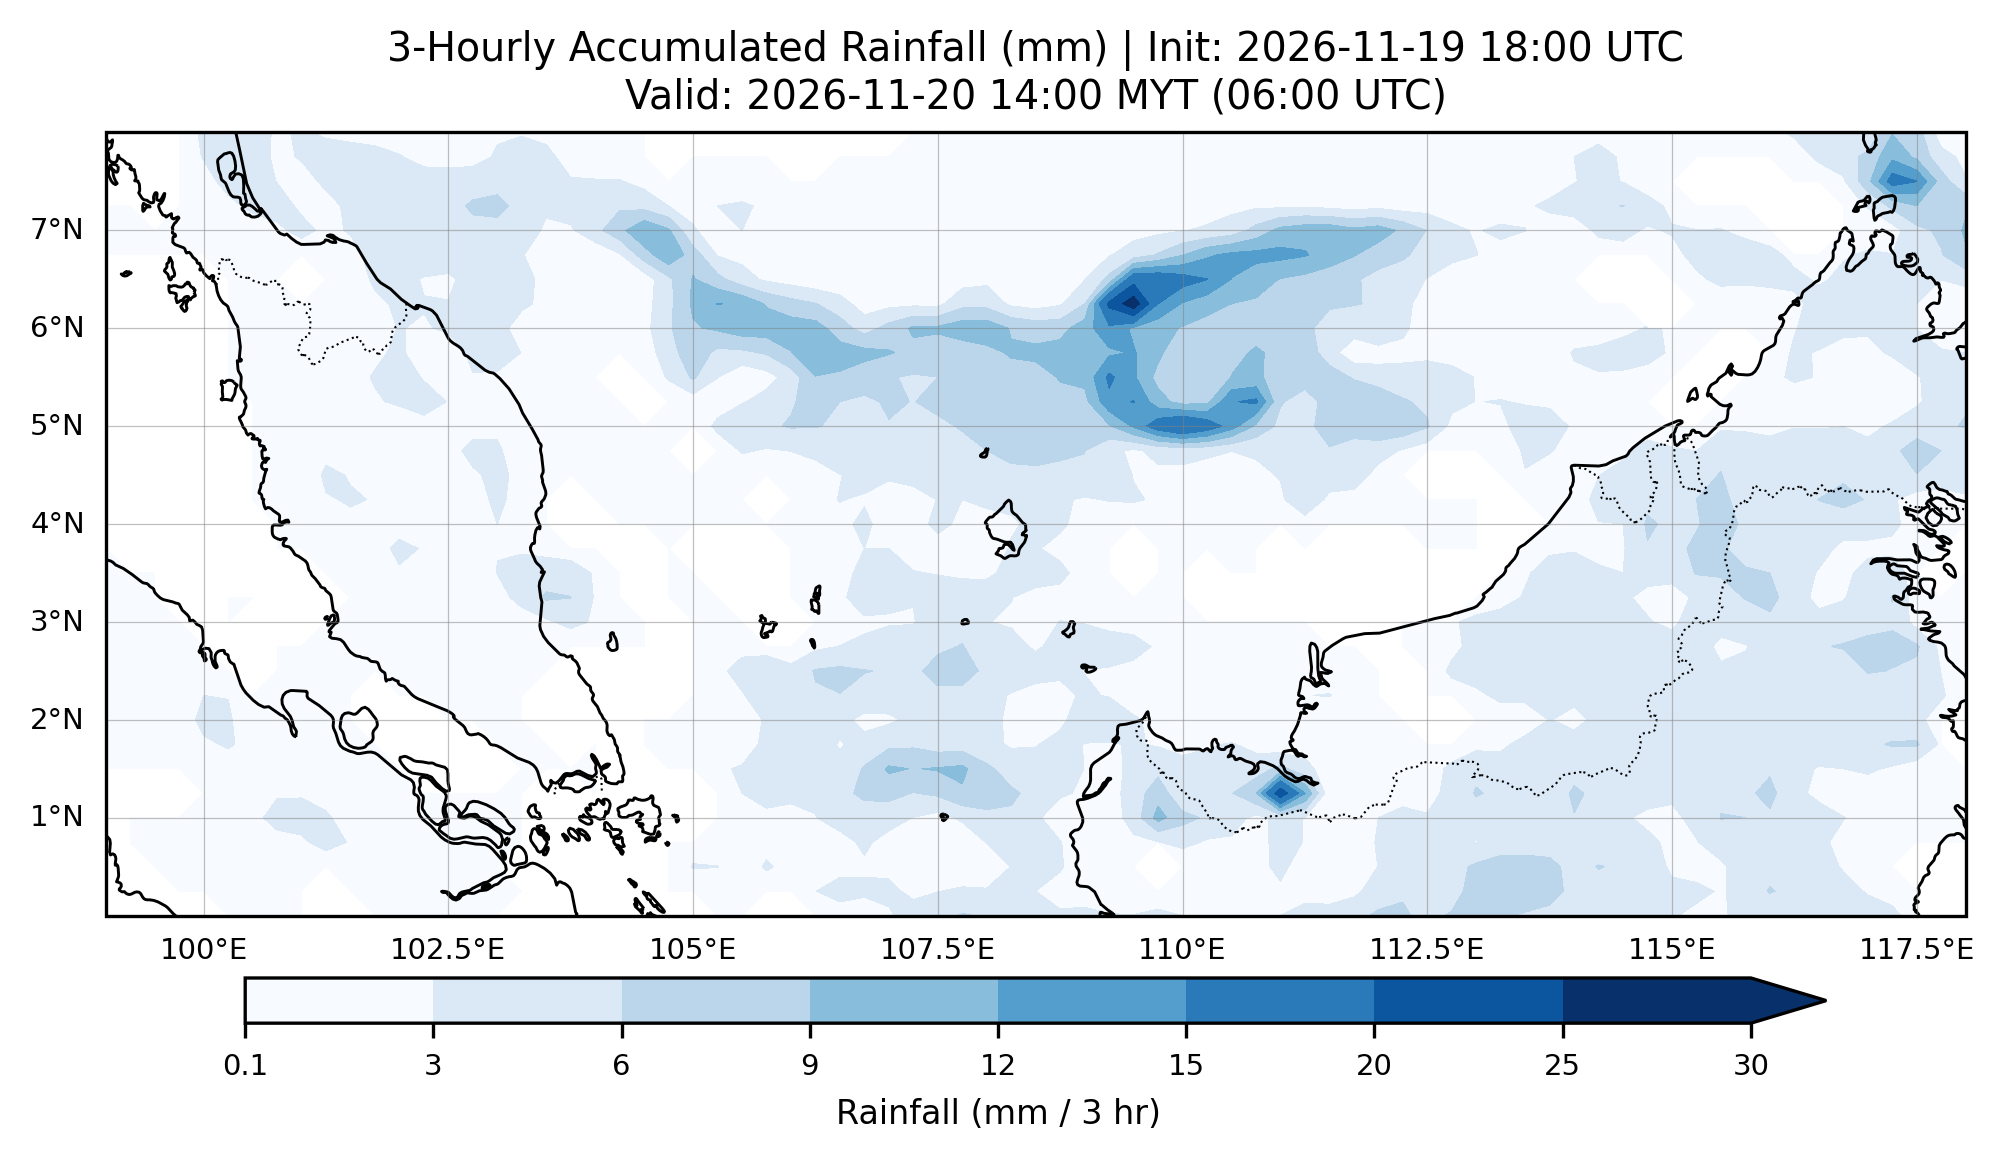 3-Hourly Accumulated Rainfall (mm) | Init: 2026-11-19 18:00 UTC
Valid: 2026-11-20 14:00 MYT (06:00 UTC)
7°N
6°N
5°N
4°N
3°N
2°N
1°N
100°E 102.5°E 105°E 107.5°E 110°E 112.5°E 115°E 117.5°E
0.1 3 6 9 12 15 20 25 30
Rainfall (mm / 3 hr)